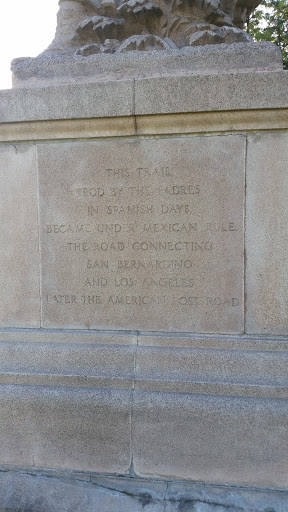 THIS TRAIL
TROD BY THE PADRES
IN SPANISH DAYS
BECAME UNDER MEXICAN RULE
THE ROAD CONNECTING
SAN BERNARDINO
AND LOS ANGELES
LATER THE AMERICAN POST ROAD